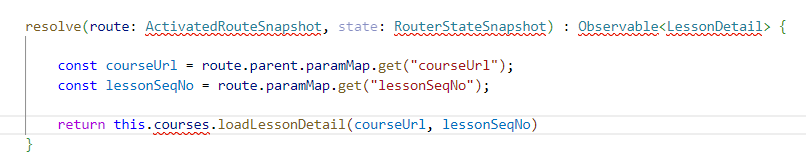 resolve(route: ActivatedRouteSnapshot, state: RouterStateSnapshot) : Observable<LessonDetail> {
const courseUrl = route.parent.paramMap.get("courseUrl");
const lessonSeqNo = route.paramMap.get("lessonSeqNo");
return this.courses.loadLessonDetail(courseUrl, lessonSeqNo)
}